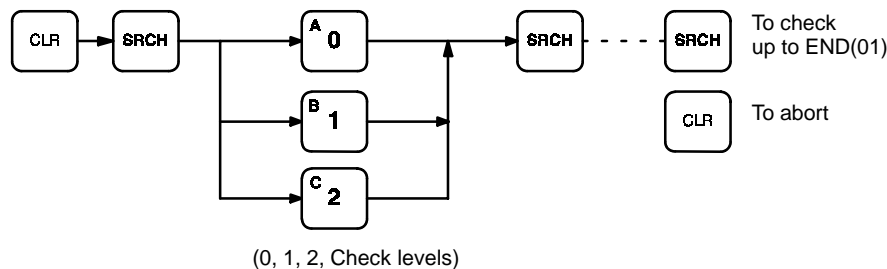 CLR
SRCH
A 0
SRCH
SRCH
To check
up to END(01)
B 1
CLR
To abort
C 2
(0, 1, 2, Check levels)